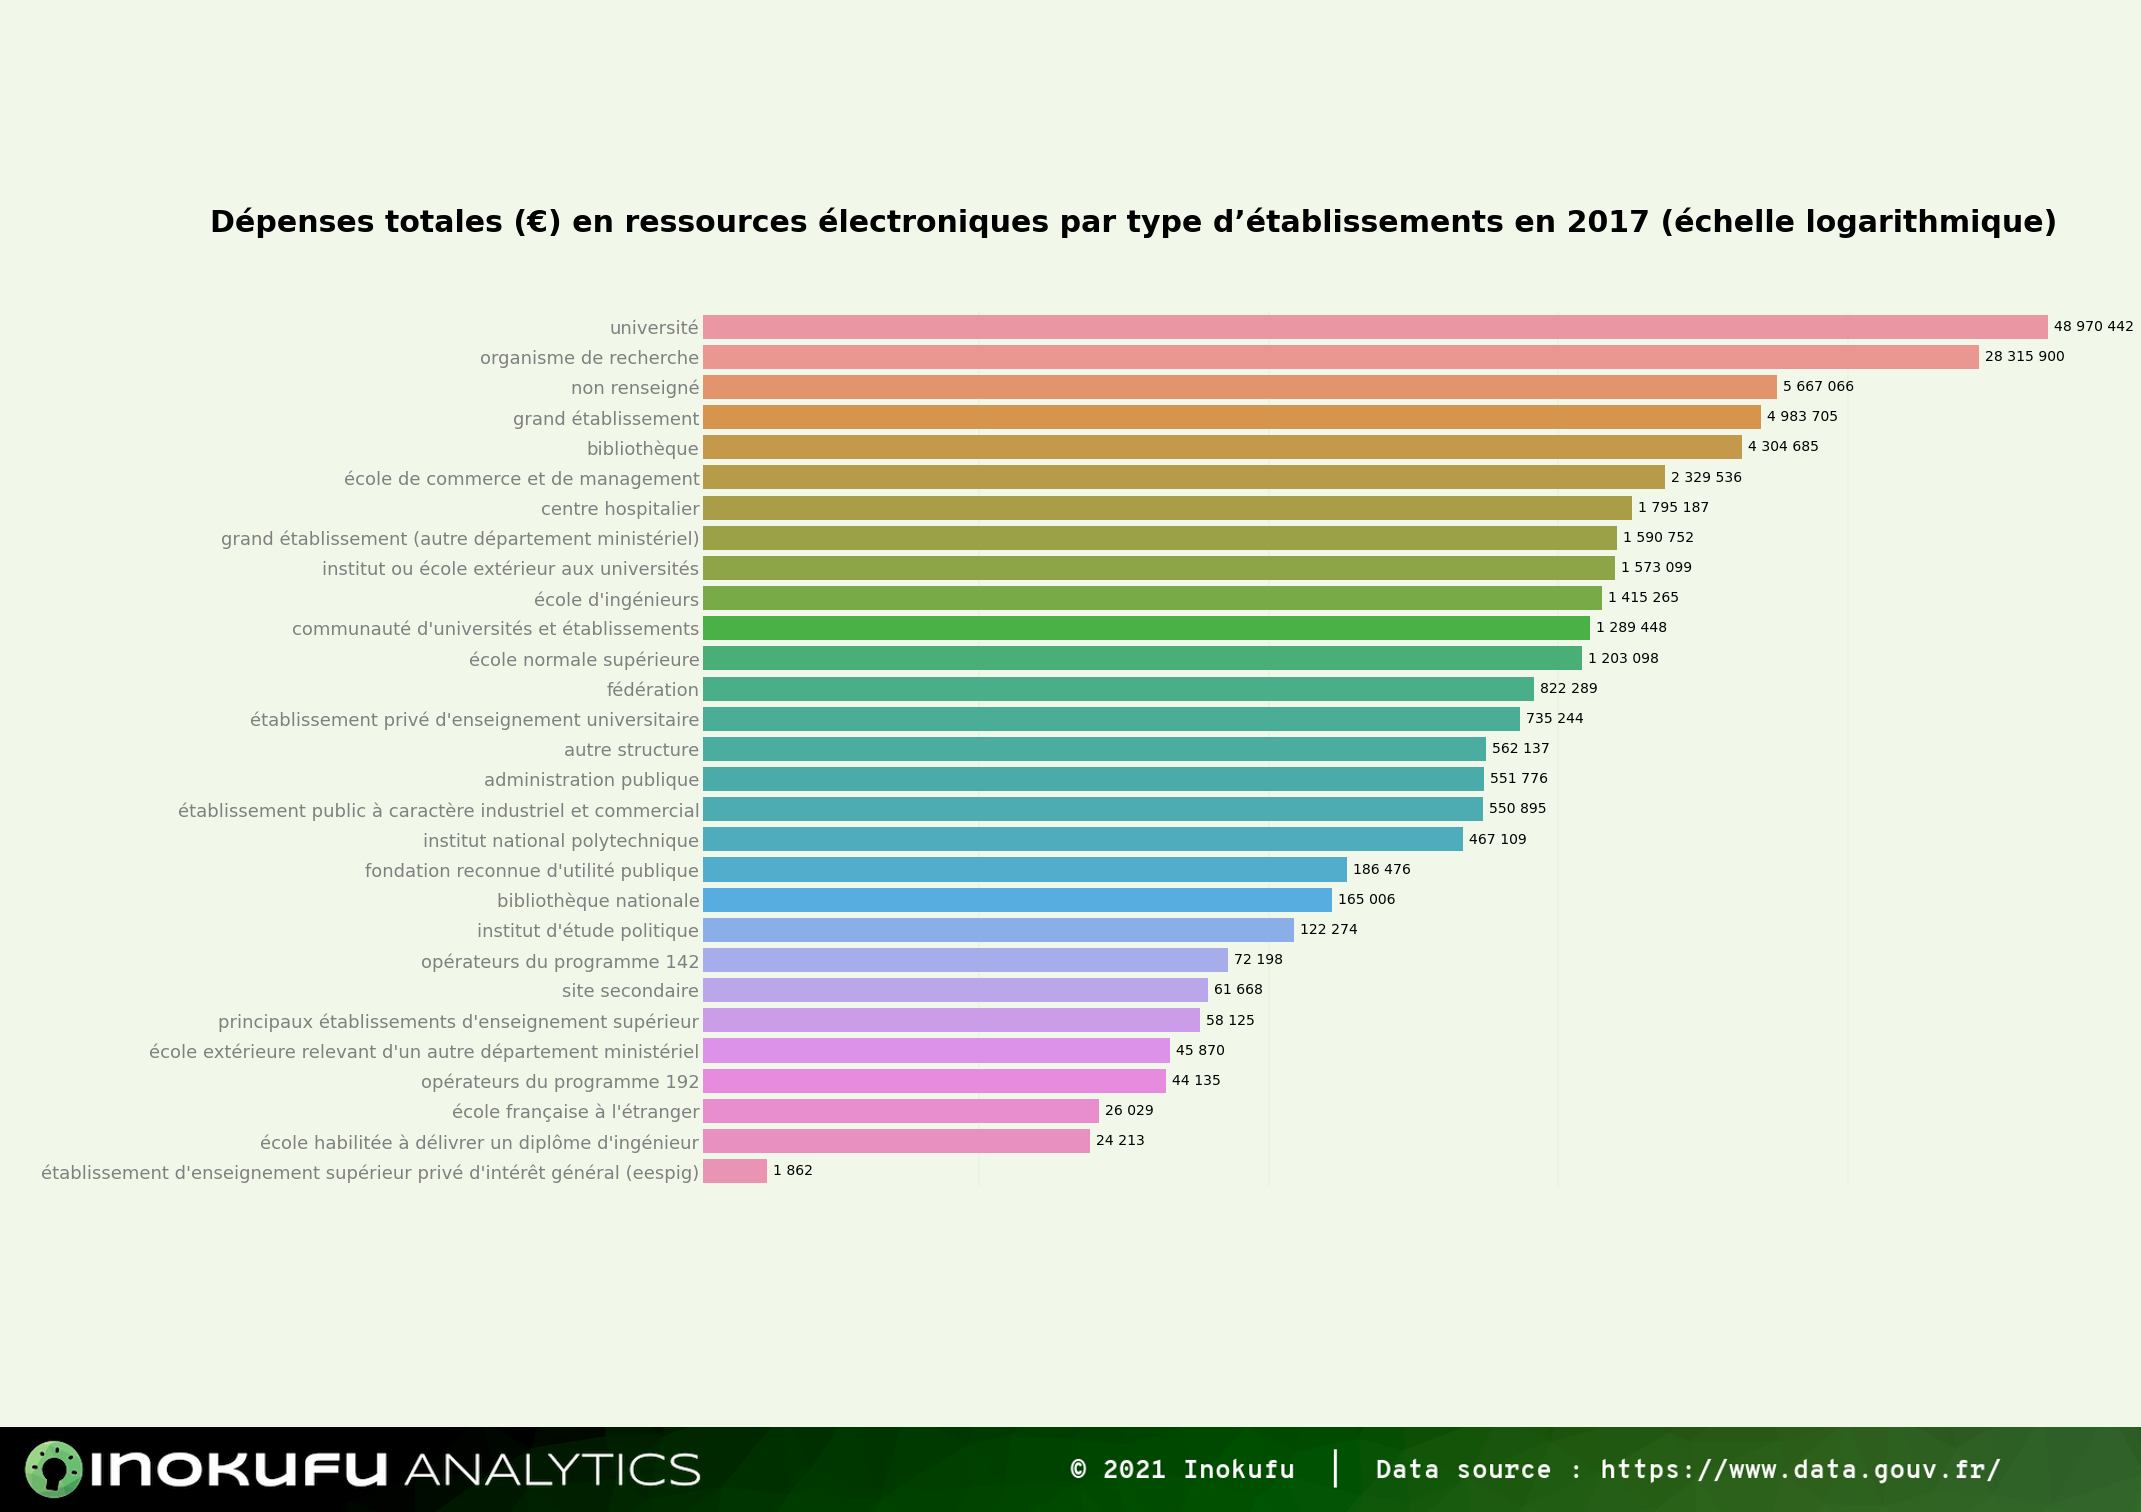 Dépenses totales (€) en ressources électroniques par type d’établissements en 2017 (échelle logarithmique)
université 48 970 442
organisme de recherche 28 315 900
non renseigné 5 667 066
grand établissement 4 983 705
bibliothèque 4 304 685
école de commerce et de management 2 329 536
centre hospitalier 1 795 187
grand établissement (autre département ministériel) 1 590 752
institut ou école extérieur aux universités 1 573 099
école d'ingénieurs 1 415 265
communauté d'universités et établissements 1 289 448
école normale supérieure 1 203 098
fédération 822 289
établissement privé d'enseignement universitaire 735 244
autre structure 562 137
administration publique 551 776
établissement public à caractère industriel et commercial 550 895
institut national polytechnique 467 109
fondation reconnue d'utilité publique 186 476
bibliothèque nationale 165 006
institut d'étude politique 122 274
opérateurs du programme 142 72 198
site secondaire 61 668
principaux établissements d'enseignement supérieur 58 125
école extérieure relevant d'un autre département ministériel 45 870
opérateurs du programme 192 44 135
école française à l'étranger 26 029
école habilitée à délivrer un diplôme d'ingénieur 24 213
établissement d'enseignement supérieur privé d'intérêt général (eespig) 1 862
INOKUFU ANALYTICS © 2021 Inokufu | Data source : https://www.data.gouv.fr/